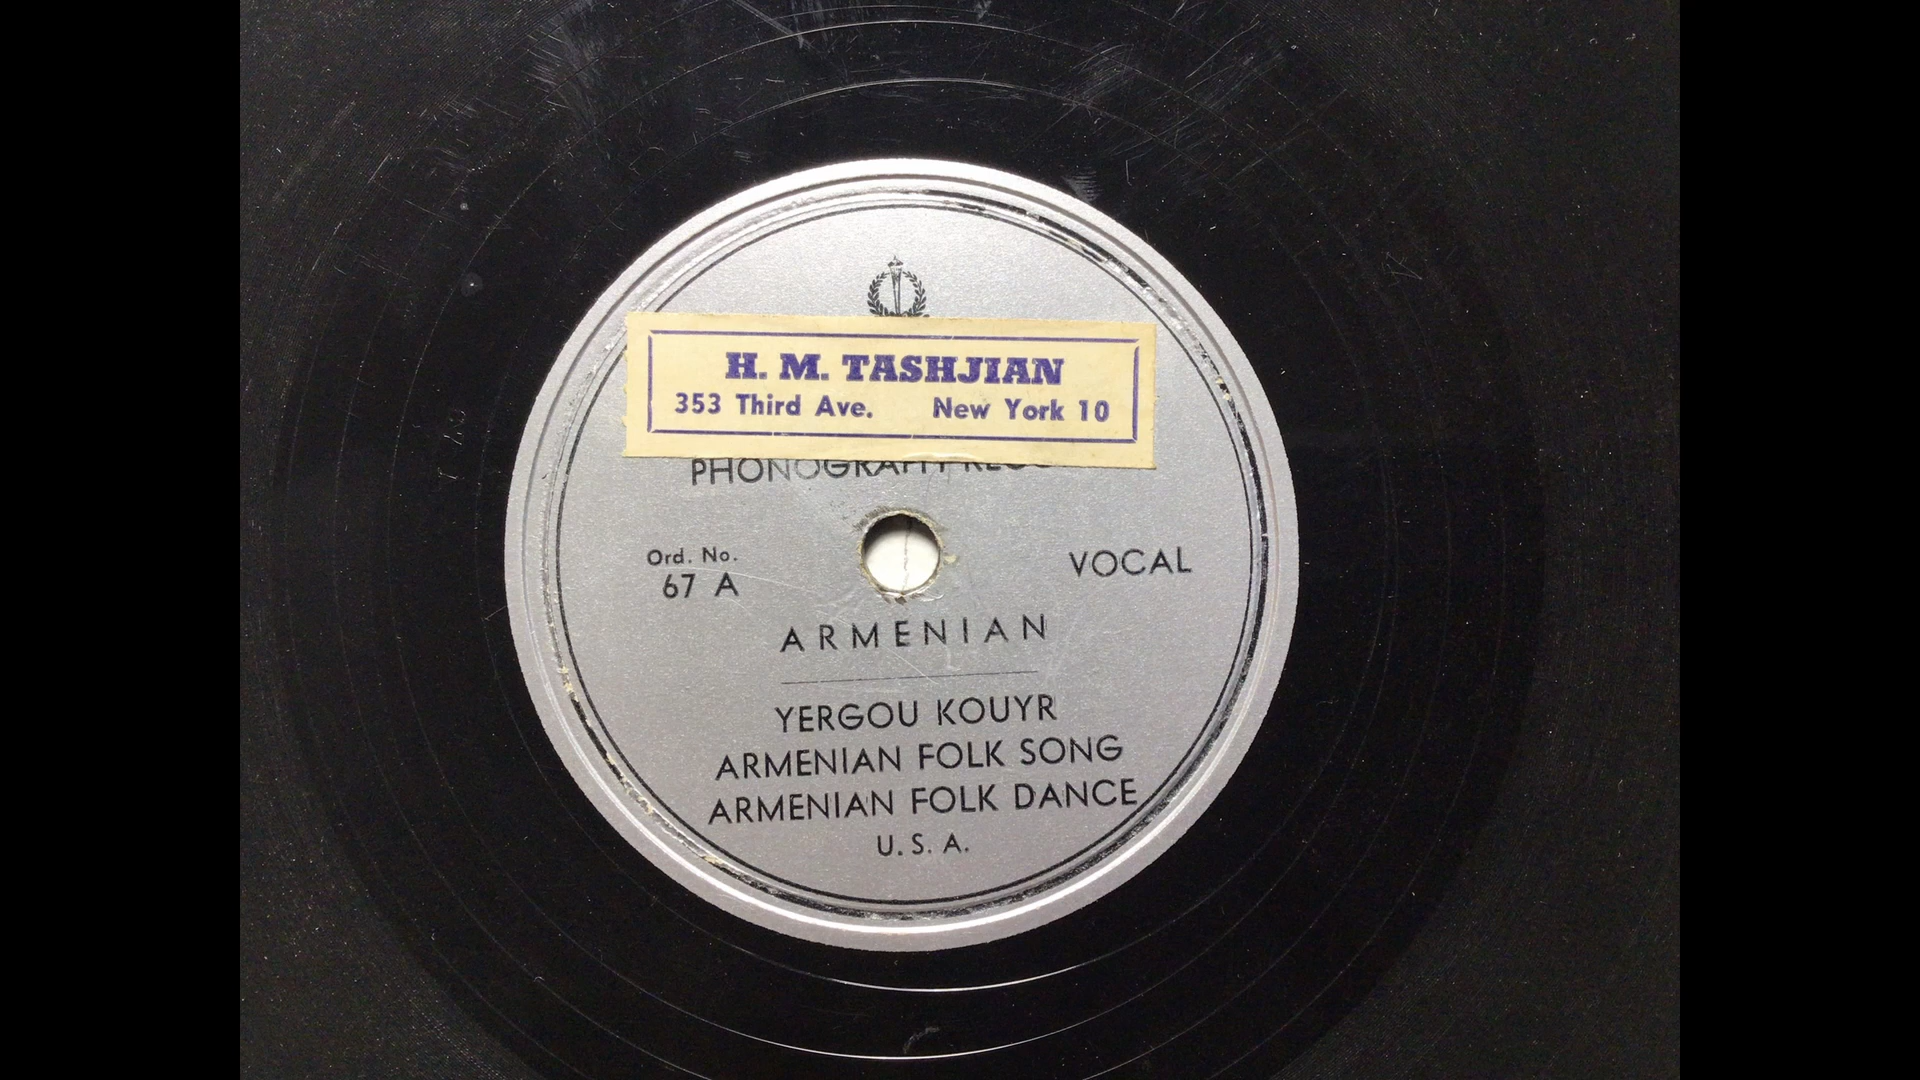 H. M. TASHJIAN
353 Third Ave. New York 10
PHONOGRAPH
Ord. No.
67 A
VOCAL
ARMENIAN
YERGOU KOUYR
ARMENIAN FOLK SONG
ARMENIAN FOLK DANCE
U. S. A.